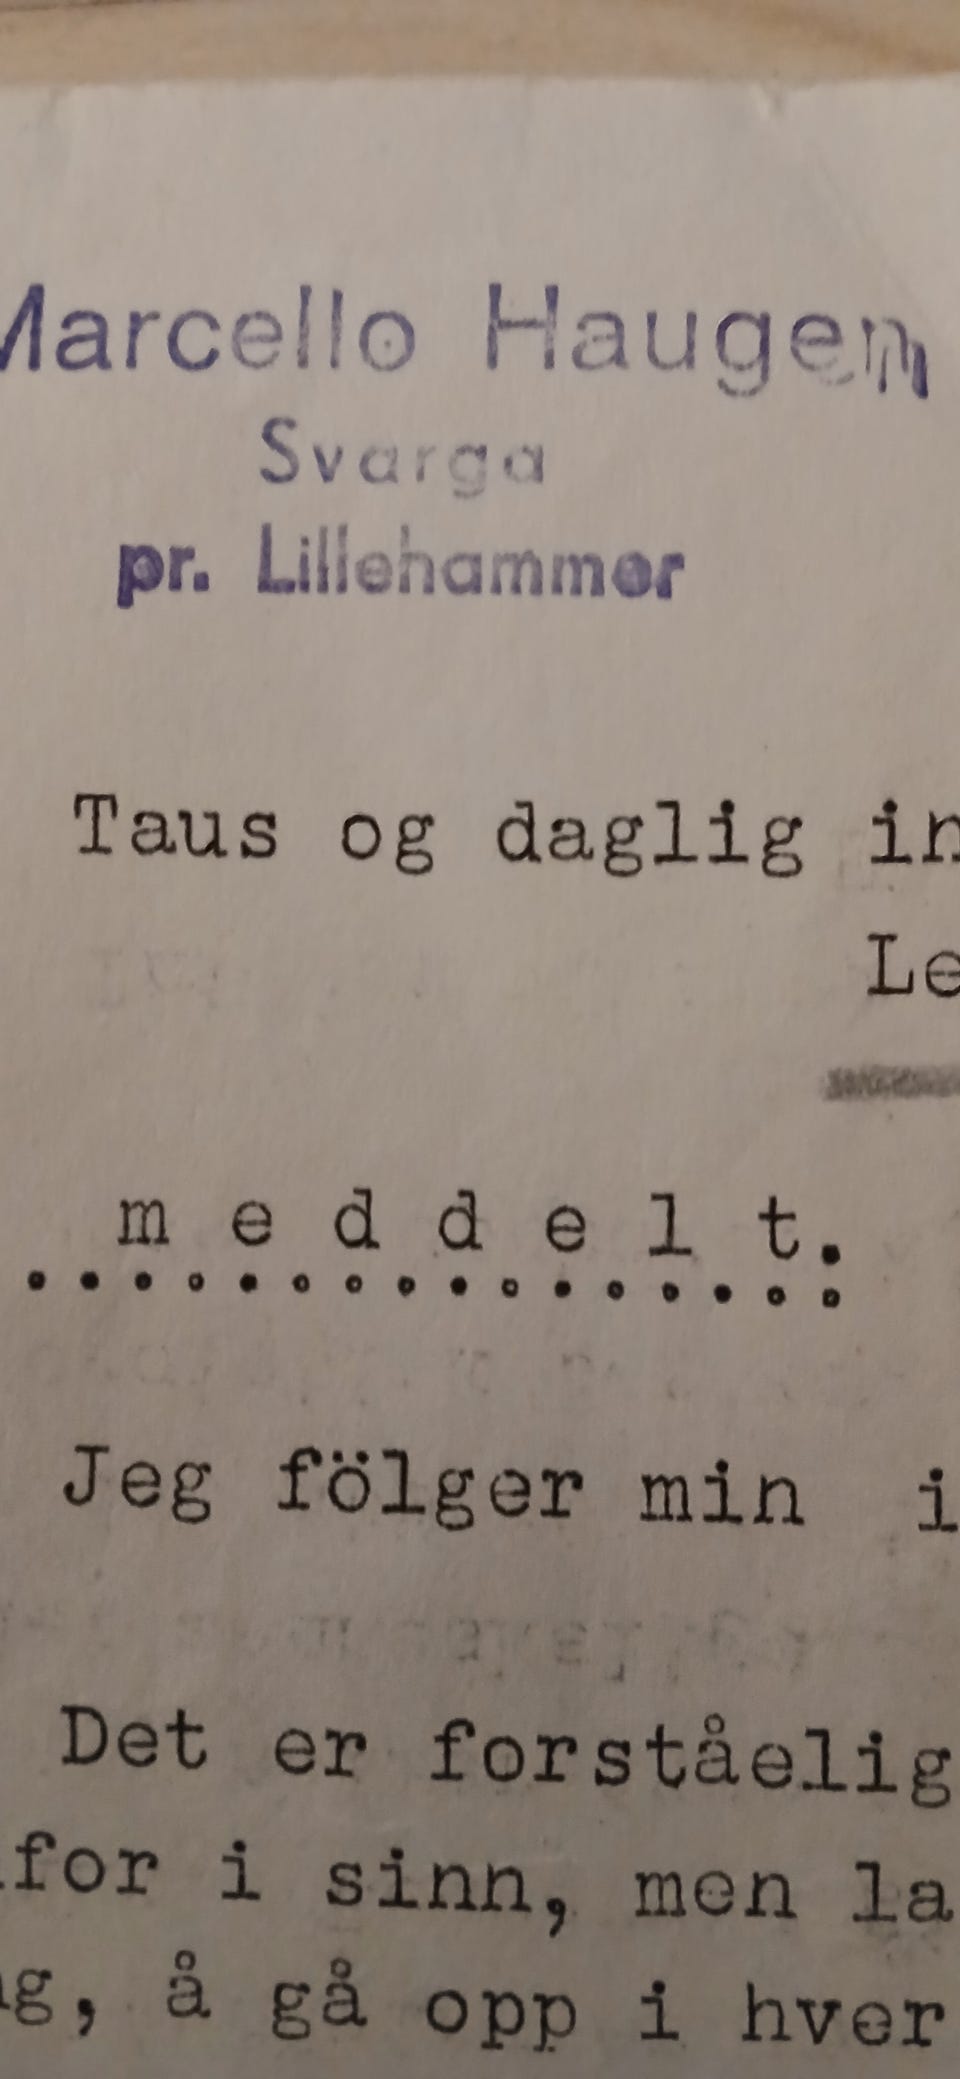 Marcello Haugen
Svarga
pr. Lillehammer
Taus og daglig in
Le
m e d d e l t.
................
Jeg fölger min i
Det er forståelig
for i sinn, men la
g, å gå opp i hver